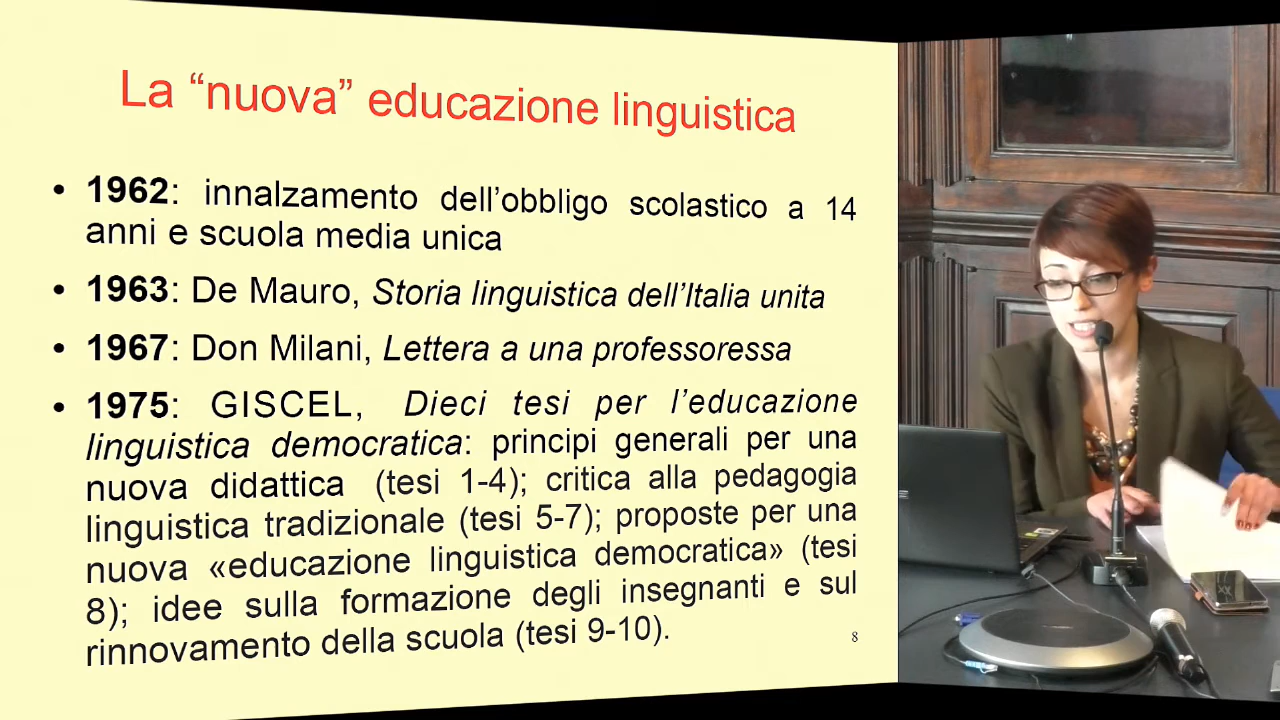 La “nuova” educazione linguistica
• 1962: innalzamento dell’obbligo scolastico a 14
anni e scuola media unica
• 1963: De Mauro, Storia linguistica dell’Italia unita
• 1967: Don Milani, Lettera a una professoressa
• 1975: GISCEL, Dieci tesi per l’educazione
linguistica democratica: principi generali per una
nuova didattica (tesi 1-4); critica alla pedagogia
linguistica tradizionale (tesi 5-7); proposte per una
nuova «educazione linguistica democratica» (tesi
8); idee sulla formazione degli insegnanti e sul
rinnovamento della scuola (tesi 9-10).
8